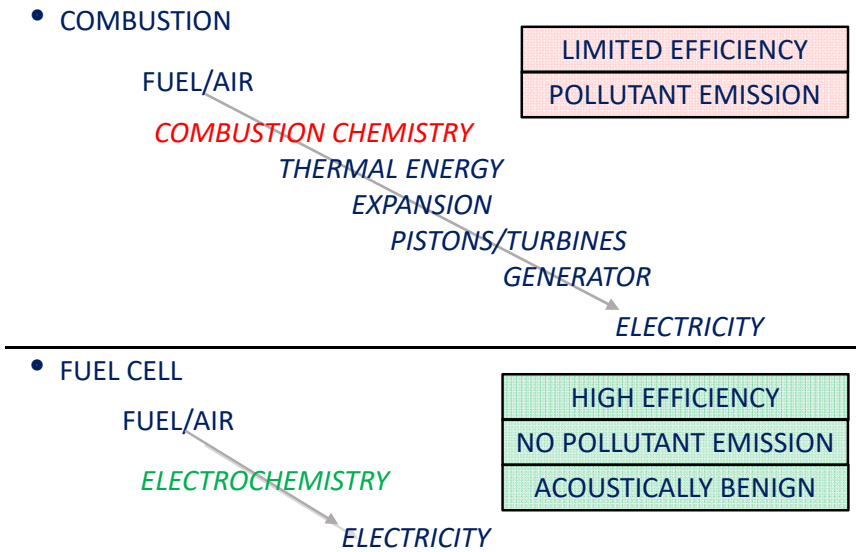 • COMBUSTION
LIMITED EFFICIENCY
POLLUTANT EMISSION
FUEL/AIR
COMBUSTION CHEMISTRY
THERMAL ENERGY
EXPANSION
PISTONS/TURBINES
GENERATOR
ELECTRICITY
• FUEL CELL
HIGH EFFICIENCY
NO POLLUTANT EMISSION
ACOUSTICALLY BENIGN
FUEL/AIR
ELECTROCHEMISTRY
ELECTRICITY